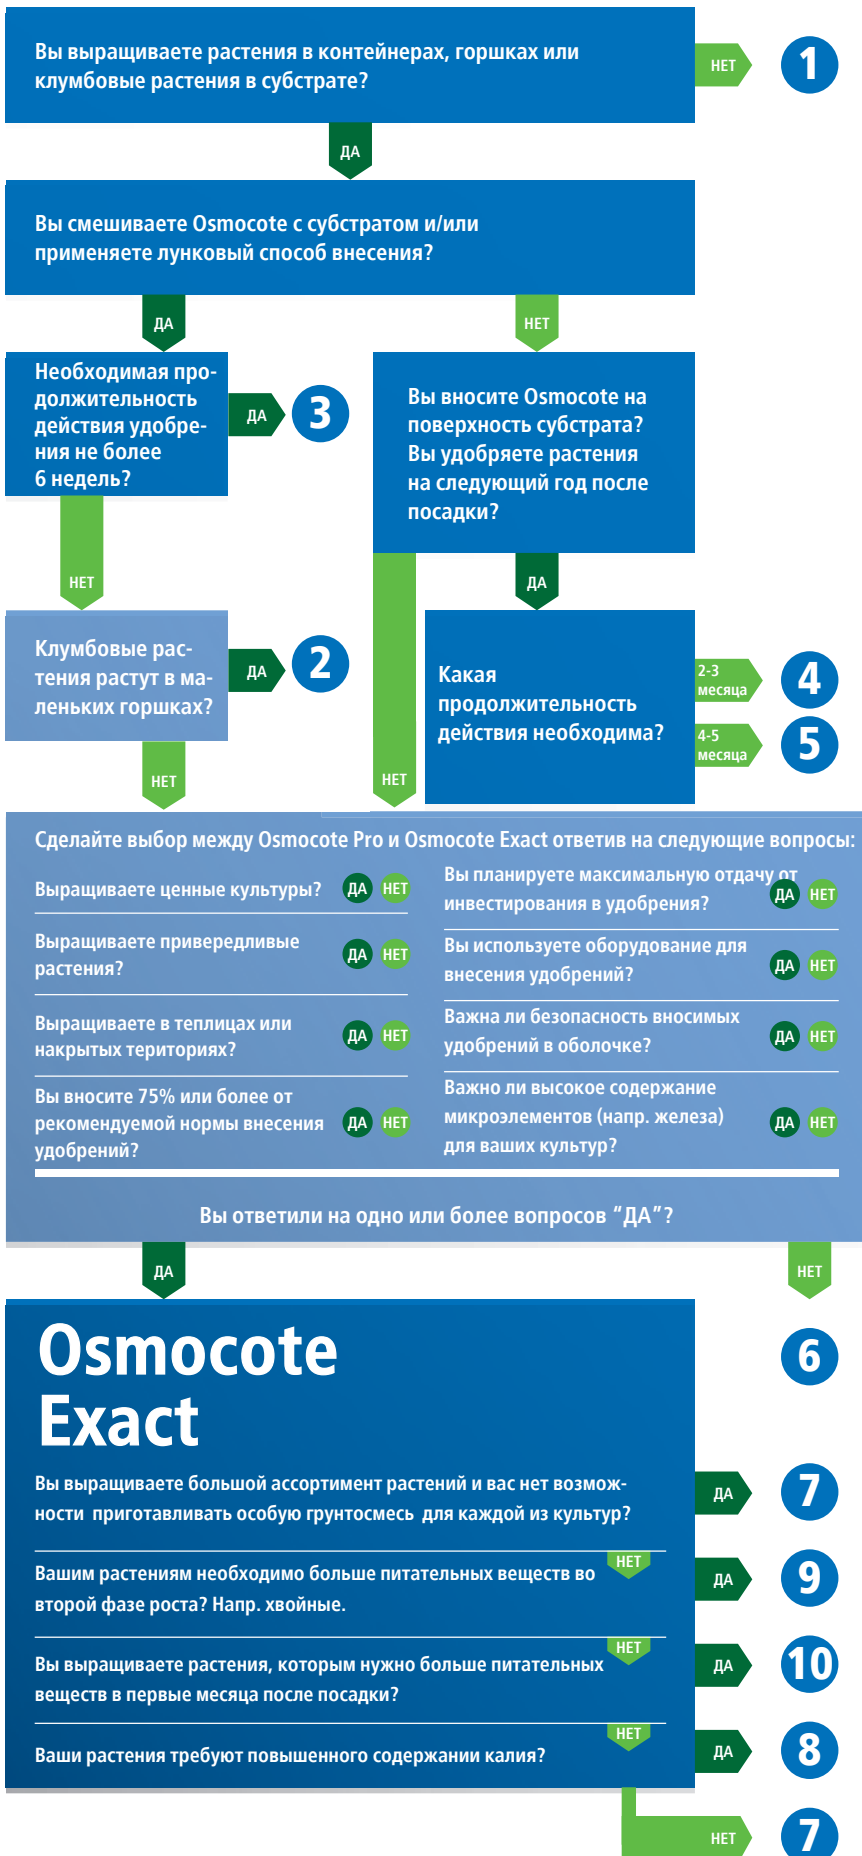 Вы выращиваете растения в контейнерах, горшках или
клумбовые растения в субстрате?
НЕТ
1
ДА
Вы смешиваете Osmocote с субстратом и/или
применяете лунковый способ внесения?
ДА
НЕТ
Необходимая про-
должительность
действия удобре-
ния не более
6 недель?
ДА
3
Вы вносите Osmocote на
поверхность субстрата?
Вы удобряете растения
на следующий год после
посадки?
НЕТ
ДА
Клумбовые рас-
тения растут в ма-
леньких горшках?
ДА
2
Какая
продолжительность
действия необходима?
2-3
месяца
4
4-5
месяца
5
НЕТ
НЕТ
Сделайте выбор между Osmocote Pro и Osmocote Exact ответив на следующие вопросы:
Выращиваете ценные культуры?
ДА НЕТ
Выращиваете привередливые
растения?
ДА НЕТ
Выращиваете в теплицах или
накрытых териториях?
ДА НЕТ
Вы вносите 75% или более от
рекомендуемой нормы внесения
удобрений?
ДА НЕТ
Вы планируете максимальную отдачу от
инвестирования в удобрения?
ДА НЕТ
Вы используете оборудование для
внесения удобрений?
ДА НЕТ
Важна ли безопасность вносимых
удобрений в оболочке?
ДА НЕТ
Важно ли высокое содержание
микроэлементов (напр. железа)
для ваших культур?
ДА НЕТ
Вы ответили на одно или более вопросов "ДА"?
ДА
НЕТ
6
Osmocote
Exact
Вы выращиваете большой ассортимент растений и вас нет возмож-
ности приготавливать особую грунтосмесь для каждой из культур?
ДА
7
НЕТ
Вашим растениям необходимо больше питательных веществ во
второй фазе роста? Напр. хвойные.
ДА
9
НЕТ
Вы выращиваете растения, которым нужно больше питательных
веществ в первые месяца после посадки?
ДА
10
НЕТ
Ваши растения требуют повышенного содержании калия?
ДА
8
НЕТ
7